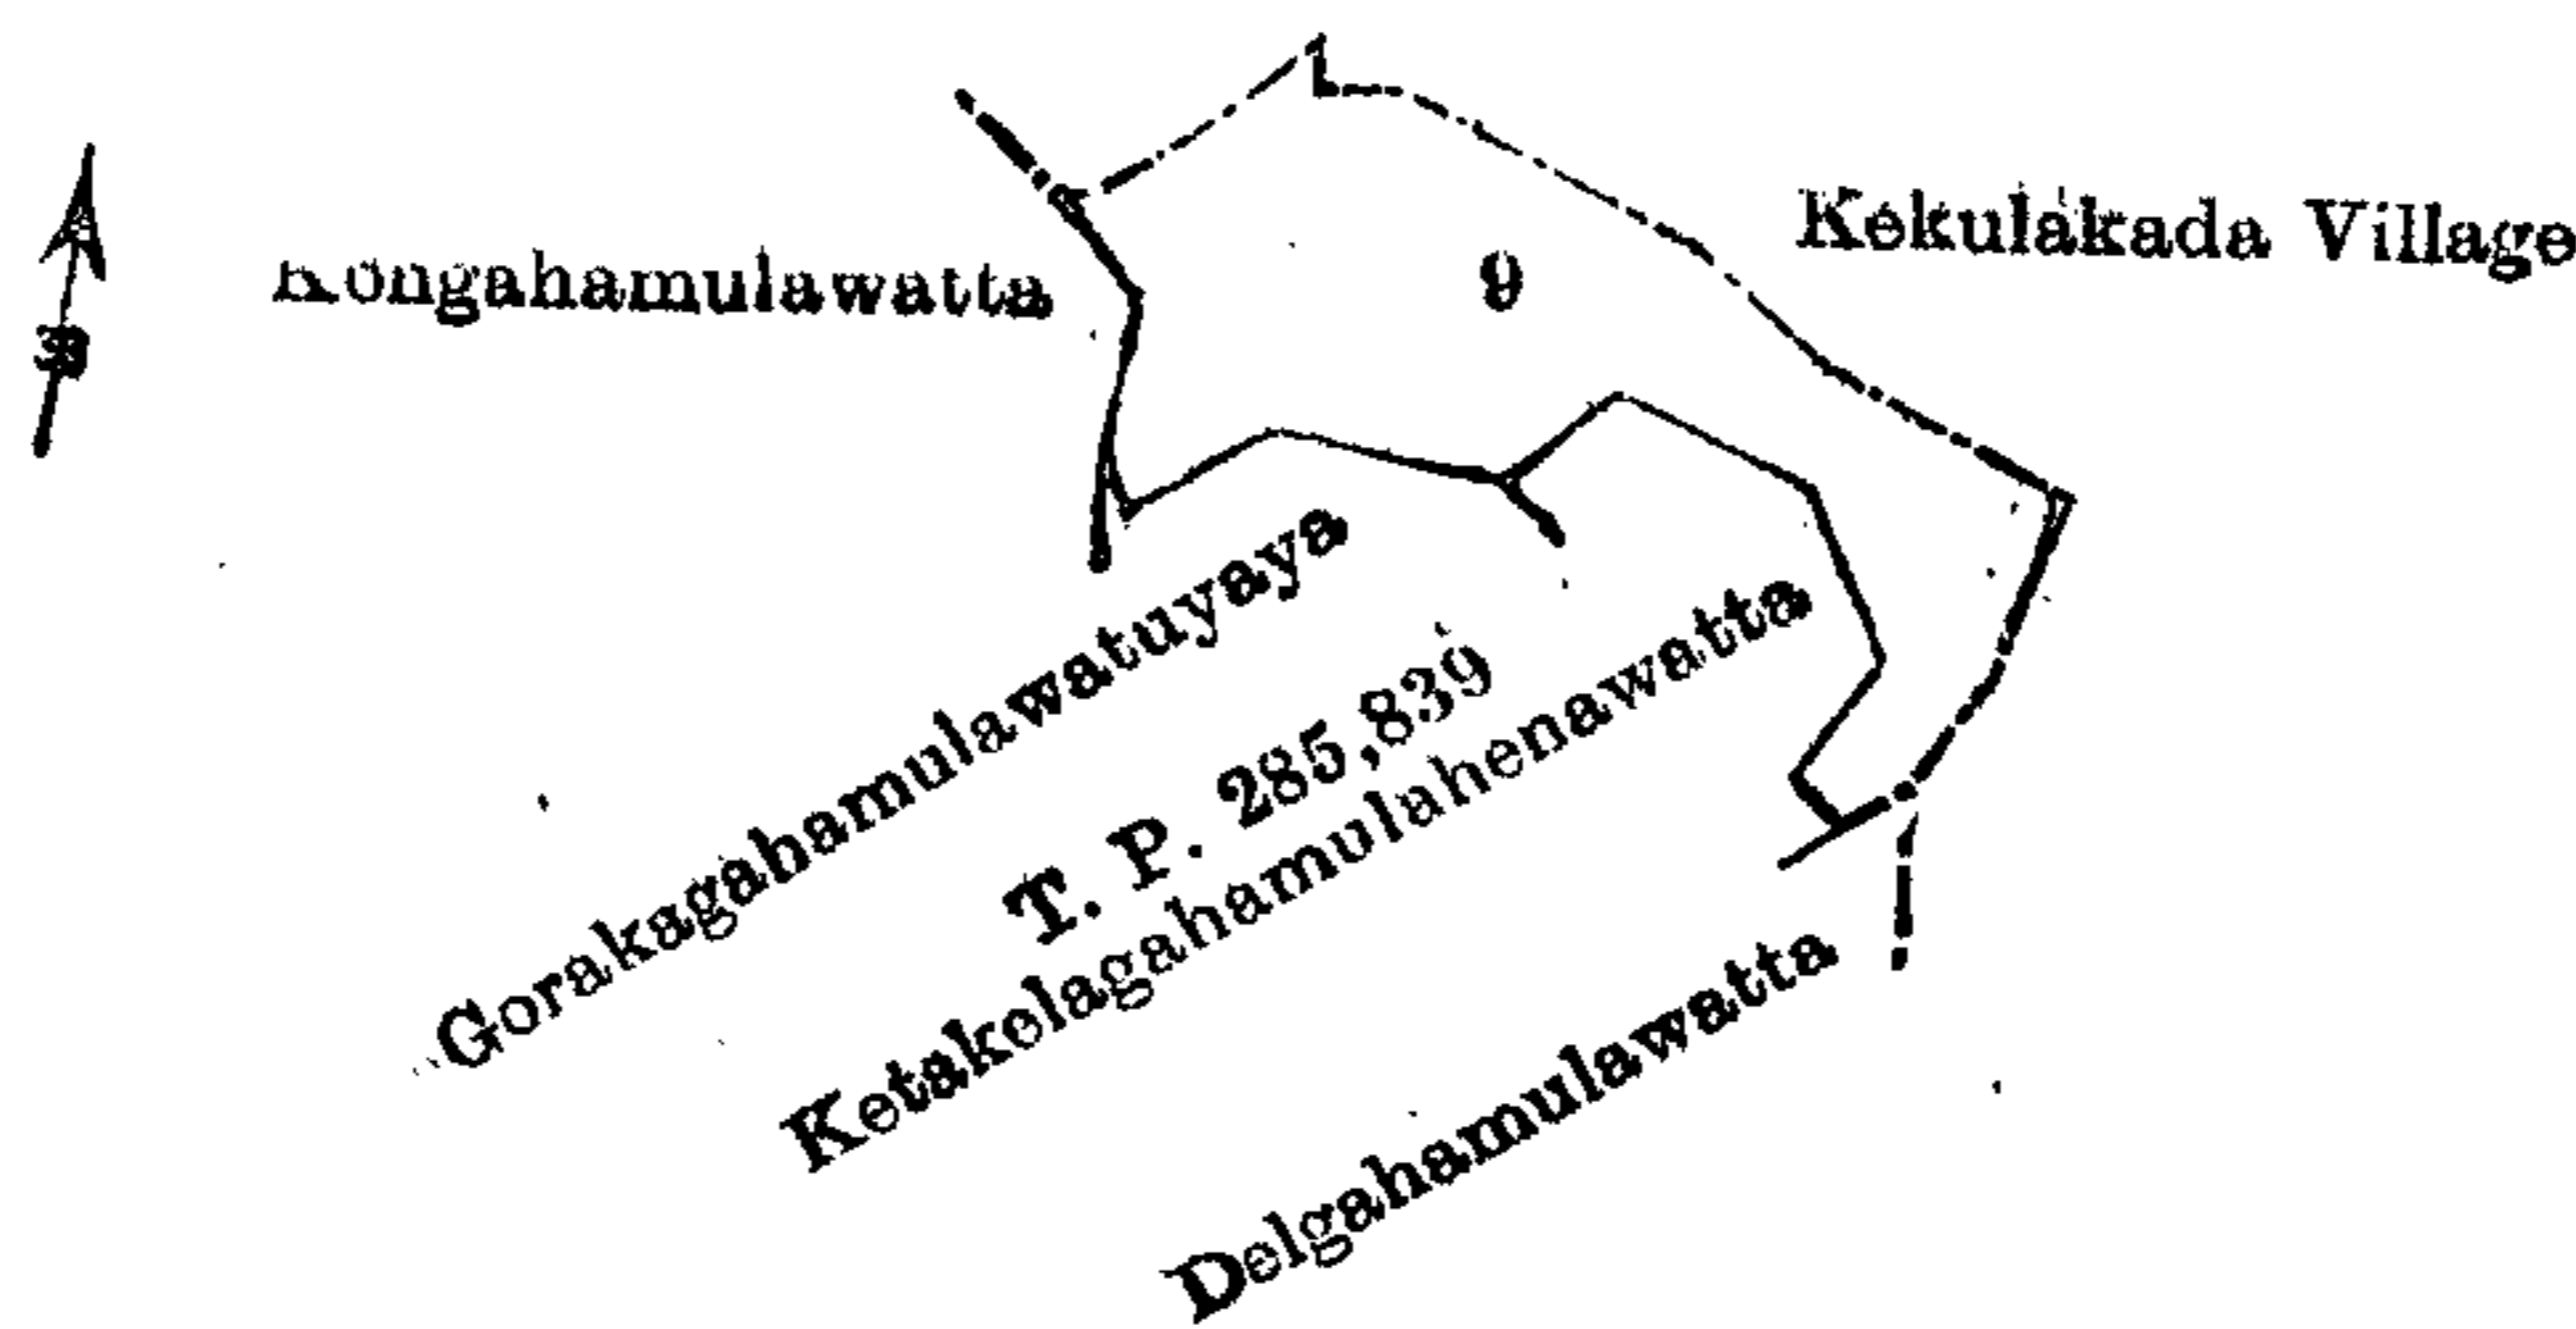 Kekulakada Village
Kongahamulawatta
9
Gorakagahamulawatuyaya
T. P. 285,839
Ketakelagahamulahenawatta
Delgahamulawatta